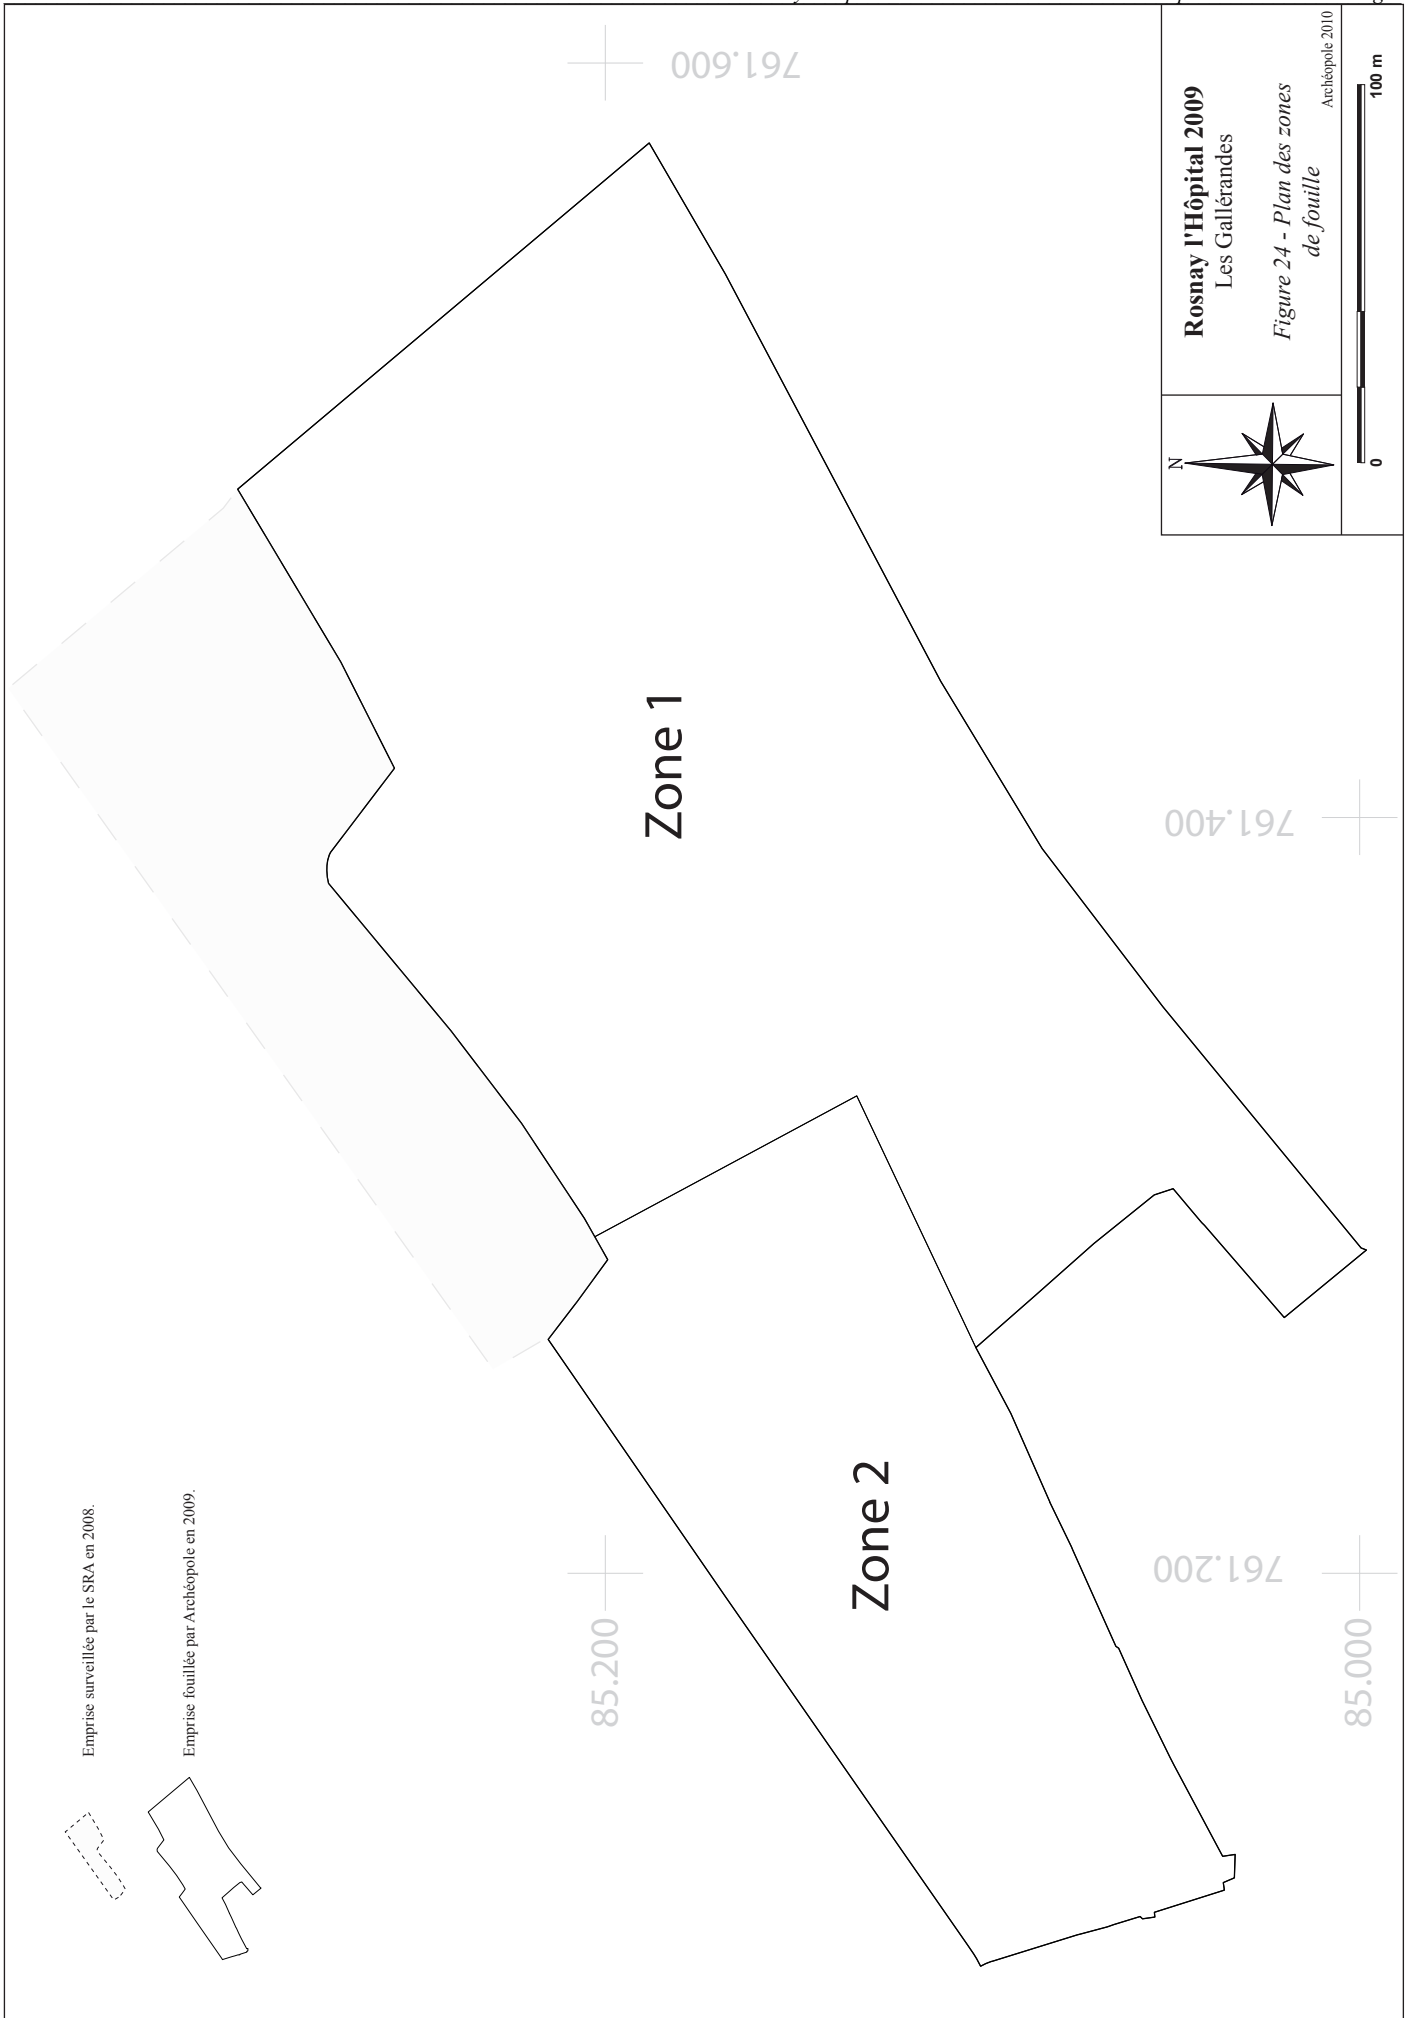 Emprise surveillée par le SRA en 2008.
Emprise fouillée par Archéopole en 2009.
761.600
Zone 1
761.400
Zone 2
761.200
85.200
85.000
N
Rosnay l'Hôpital 2009
Les Gallérandes
Figure 24 - Plan des zones
de fouille
Archéopole 2010
0
100 m